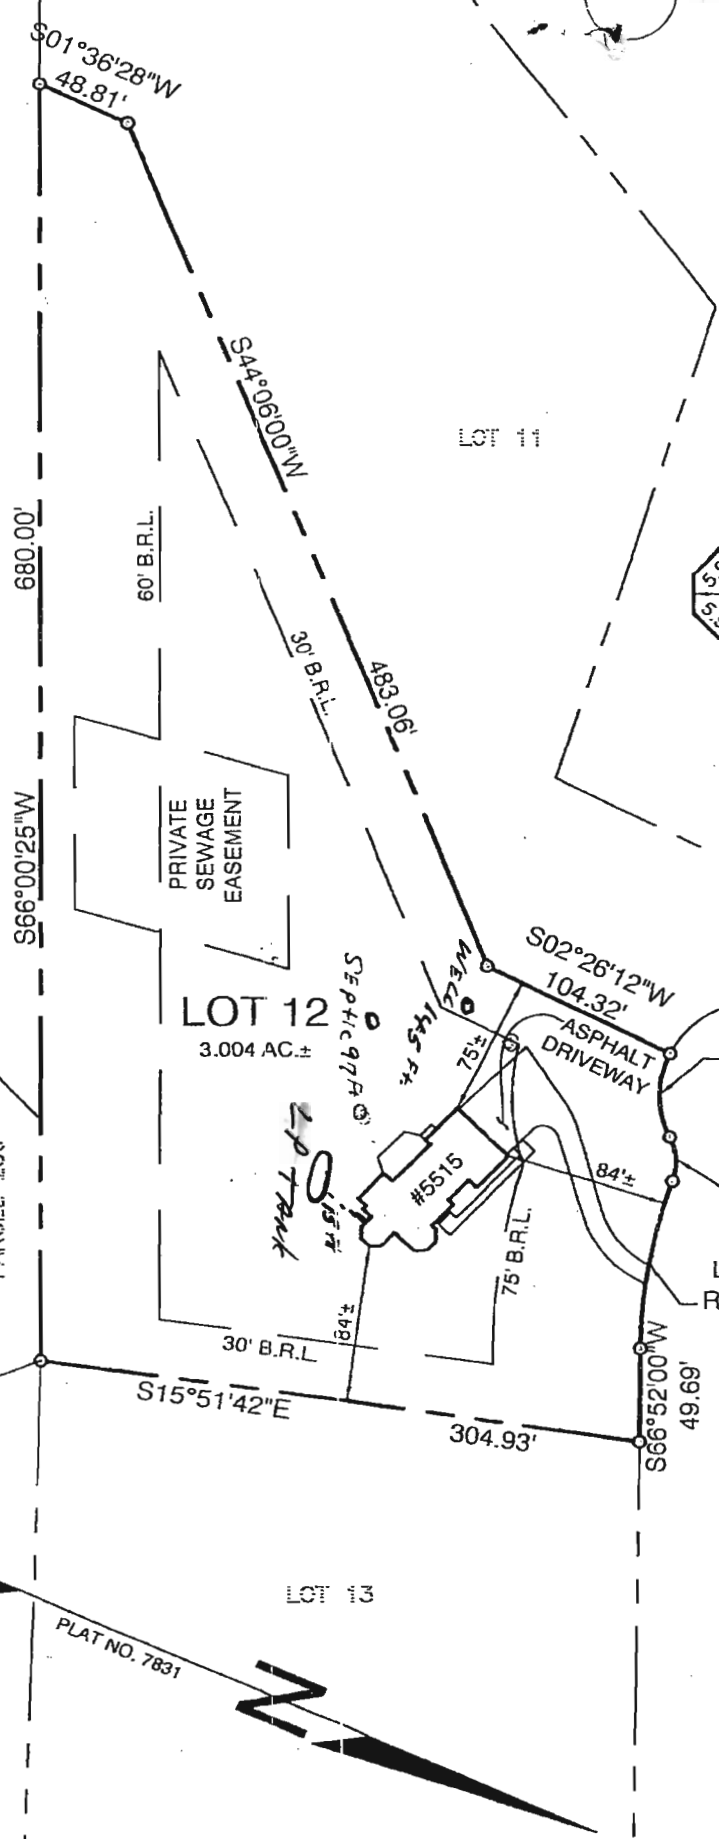 S01°36'28"W
48.81'
S44°06'00"W
LOT 11
680.00'
60' B.R.L.
30' B.R.L.
483.06'
S66°00'25"W
PRIVATE
SEWAGE
EASEMENT
S02°26'12"W
104.32'
WELL
145 Ft.
SEptic 97 ft
LOT 12
3.004 AC.±
75'±
ASPHALT
DRIVEWAY
LP TANK
15 FT
#5515
84'±
75' B.R.L.
84'±
30' B.R.L
S15°51'42"E
304.93'
S66°52'00"W
49.69'
LOT 13
PLAT NO. 7831
N